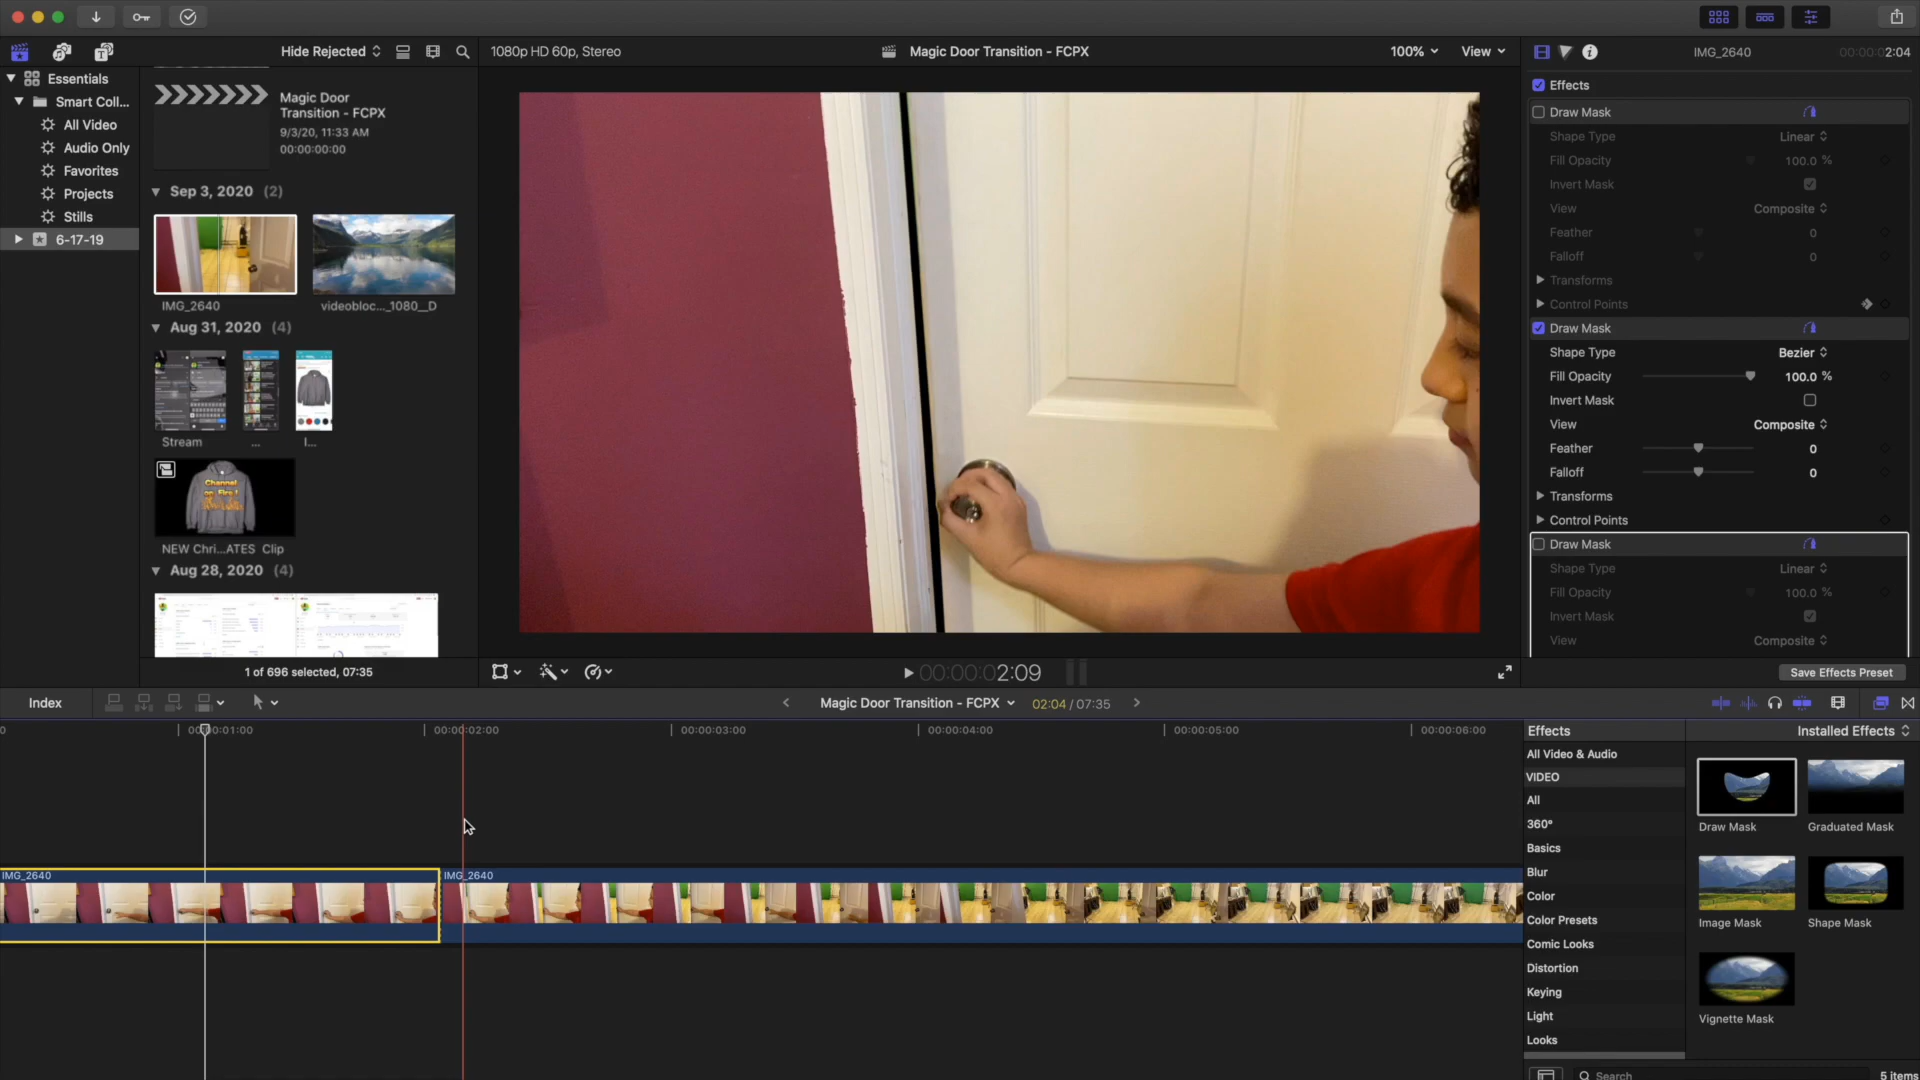 Hide Rejected
1080p HD 60p, Stereo
Magic Door Transition - FCPX
100%
View
IMG_2640
00:00:02:04
Essentials
Smart Coll...
All Video
Audio Only
Favorites
Projects
Stills
6-17-19
Magic Door
Transition - FCPX
9/3/20, 11:33 AM
00:00:00:00
Sep 3, 2020 (2)
IMG_2640
videobloc..._1080__D
Aug 31, 2020 (4)
Stream
...
I...
Channel
on Fire!
NEW Chri...ATES Clip
Aug 28, 2020 (4)
1 of 696 selected, 07:35
00:00:02:09
Effects
Draw Mask
Shape Type
Linear
Fill Opacity
100.0 %
Invert Mask
View
Composite
Feather
0
Falloff
0
Transforms
Control Points
Draw Mask
Shape Type
Bezier
Fill Opacity
100.0 %
Invert Mask
View
Composite
Feather
0
Falloff
0
Transforms
Control Points
Draw Mask
Shape Type
Linear
Fill Opacity
100.0 %
Invert Mask
View
Composite
Save Effects Preset
Index
Magic Door Transition - FCPX
02:04 / 07:35
00:00:01:00
00:00:02:00
00:00:03:00
00:00:04:00
00:00:05:00
00:00:06:00
IMG_2640
IMG_2640
Effects
Installed Effects
All Video & Audio
VIDEO
All
360°
Basics
Blur
Color
Color Presets
Comic Looks
Distortion
Keying
Light
Looks
Draw Mask
Graduated Mask
Image Mask
Shape Mask
Vignette Mask
Search
5 items